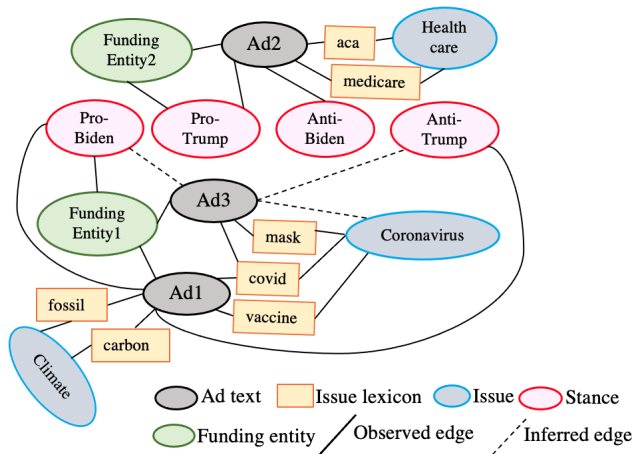 Funding
Entity2
Ad2
aca
Health
care
medicare
Pro-
Biden
Pro-
Trump
Anti-
Biden
Anti-
Trump
Funding
Entity1
Ad3
mask
Coronavirus
covid
Ad1
vaccine
fossil
carbon
Climate
Ad text
Issue lexicon
Issue
Stance
Funding entity
Observed edge
Inferred edge